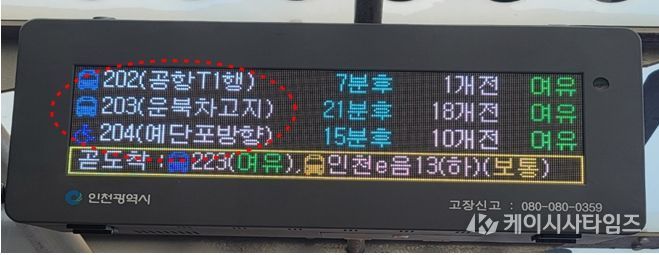 202(공항T1행) 7분후 1개전 여유
203(운북차고지) 21분후 18개전 여유
204(예단포방향) 15분후 10개전 여유
곧도착 : 223(여유), 인천e음13(하)(보통)
인천광역시 고장신고 : 080-080-0359
케이시사타임즈